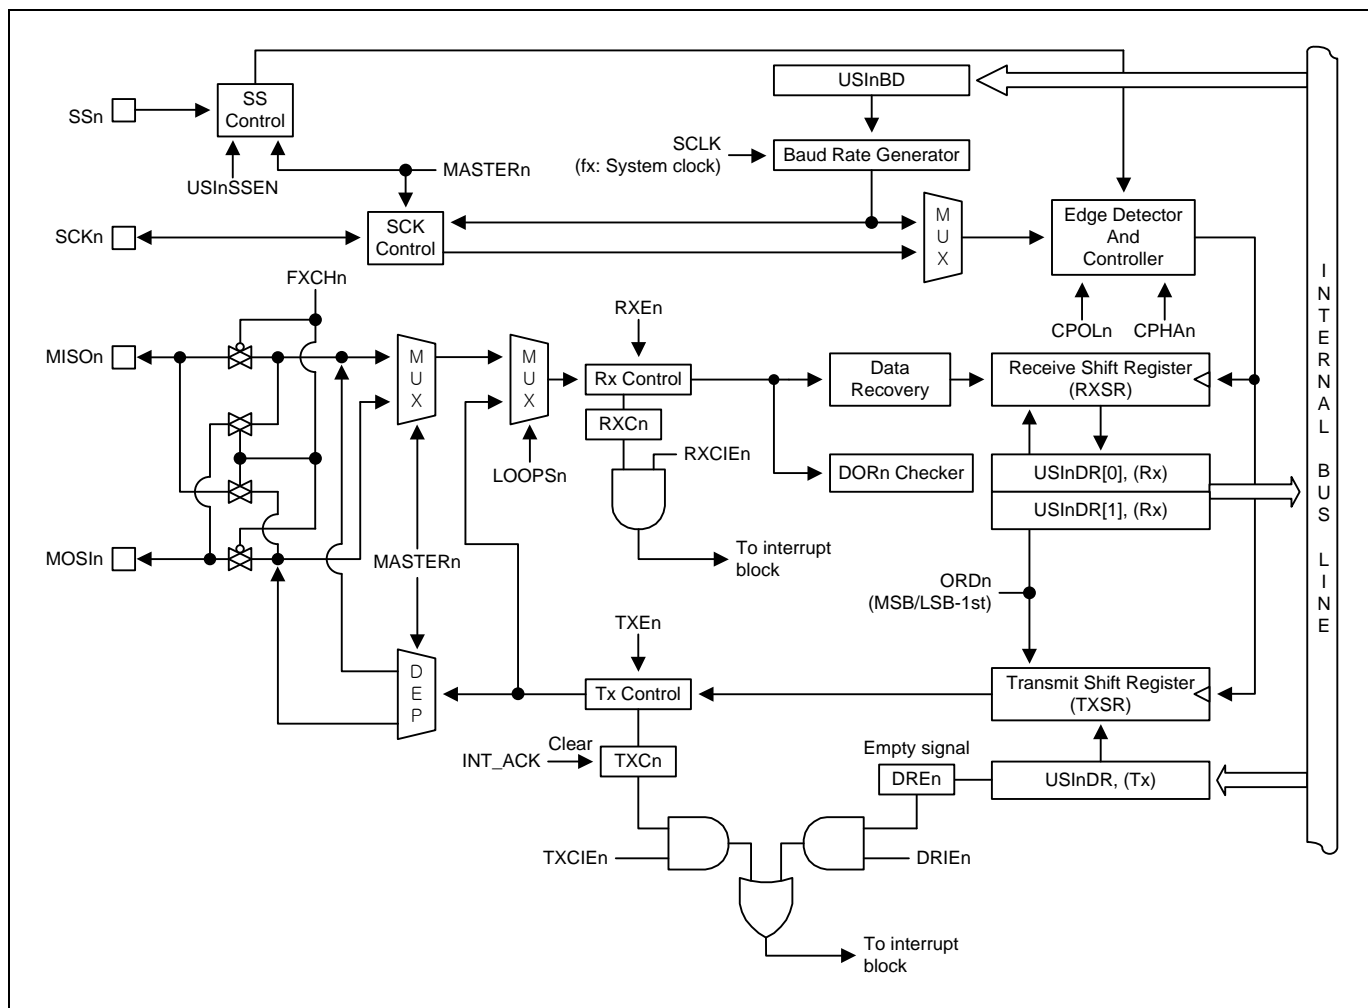 SS
Control
SSn
USInSSEN
MASTERn
USInBD
SCLK
(fx: System clock)
Baud Rate Generator
SCKn
SCK
Control
M
U
X
Edge Detector
And
Controller
CPOLn
CPHAn
FXCHn
MISOn
M
U
X
M
U
X
LOOPSn
RXEn
Rx Control
RXCn
RXCIEn
To interrupt
block
Data
Recovery
DORn Checker
Receive Shift Register
(RXSR)
USInDR[0], (Rx)
USInDR[1], (Rx)
MOSIn
MASTERn
ORDn
(MSB/LSB-1st)
D
E
P
TXEn
Tx Control
Clear
INT_ACK
TXCn
Transmit Shift Register
(TXSR)
Empty signal
DREn
USInDR, (Tx)
TXCIEn
DRIEn
To interrupt
block
I
N
T
E
R
N
A
L
B
U
S
L
I
N
E